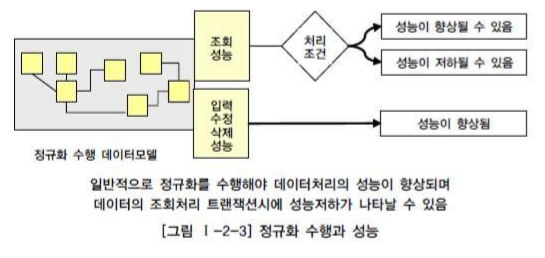 조회
성능
처리
조건
성능이 향상될 수 있음
성능이 저하될 수 있음
입력
수정
삭제
성능
성능이 향상됨
정규화 수행 데이터모델
일반적으로 정규화를 수행해야 데이터처리의 성능이 향상되며
데이터의 조회처리 트랜잭션시에 성능저하가 나타날 수 있음
[그림 Ⅰ-2-3] 정규화 수행과 성능